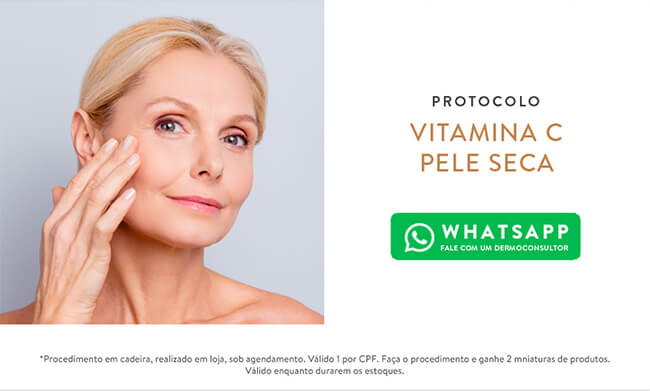 PROTOCOLO
VITAMINA C
PELE SECA
WHATSAPP
FALE COM UM DERMOCONSULTOR
*Procedimento em cadeira, realizado em loja, sob agendamento. Válido 1 por CPF. Faça o procedimento e ganhe 2 mniaturas de produtos.
Válido enquanto durarem os estoques.